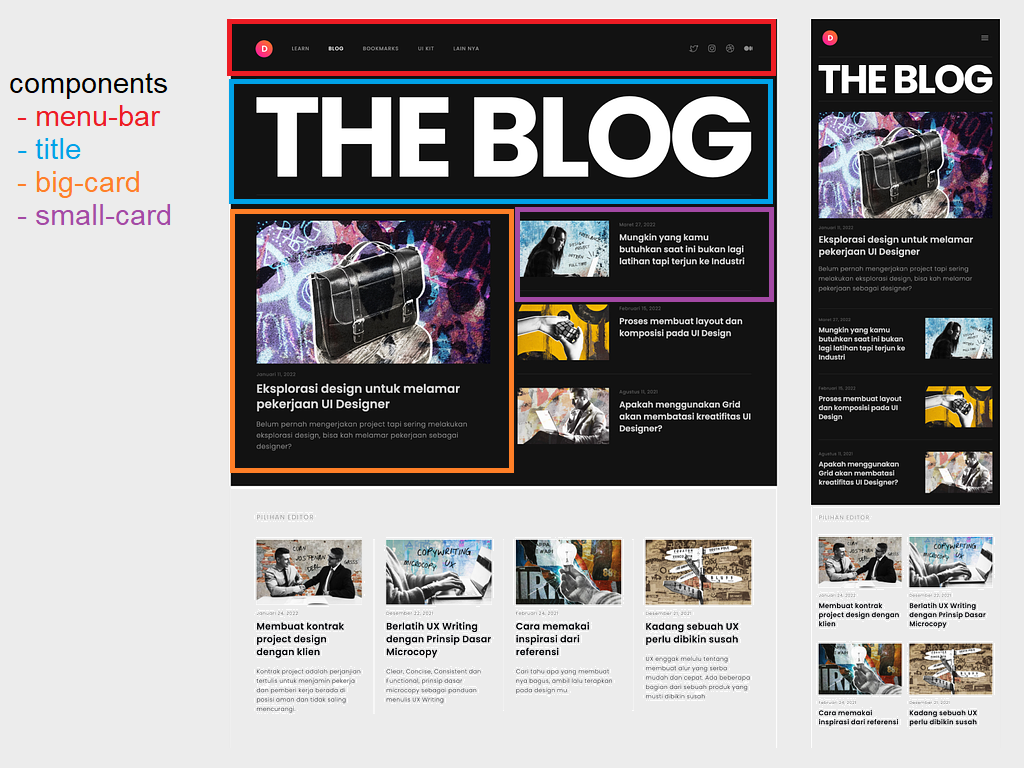 components
- menu-bar
- title
- big-card
- small-card
D
LEARN
BLOG
BOOKMARKS
UI KIT
LAIN NYA
THE BLOG
Januari 11, 2022
Eksplorasi design untuk melamar
pekerjaan UI Designer
Belum pernah mengerjakan project tapi sering melakukan
eksplorasi design, bisa kah melamar pekerjaan sebagai
designer?
Maret 27, 2022
Mungkin yang kamu
butuhkan saat ini bukan lagi
latihan tapi terjun ke Industri
Februari 15, 2022
Proses membuat layout dan
komposisi pada UI Design
Agustus 11, 2021
Apakah menggunakan Grid
akan membatasi kreatifitas UI
Designer?
PILIHAN EDITOR
Januari 24, 2022
Membuat kontrak
project design
dengan klien
Kontrak project adalah perjanjian
tertulis untuk menjamin pekerja
dan pemberi kerja berada di
posisi aman dan tidak saling
mencurangi.
COPYWRITING
MICROCOPY UX
Desember 22, 2021
Berlatih UX Writing
dengan Prinsip Dasar
Microcopy
Clear, Concise, Consistent dan
Functional, prinsip dasar
microcopy sebagai panduan
menulis UX Writing
Februari 24, 2021
Cara memakai
inspirasi dari
referensi
Cari tahu apa yang membuat
nya bagus, ambil lalu terapkan
pada design mu.
Desember 21, 2021
Kadang sebuah UX
perlu dibikin susah
UX enggak melulu tentang
membuat alur yang serba
mudah dan cepat. Ada beberapa
bagian dari sebuah produk yang
musti dibikin susah
D
THE BLOG
Januari 11, 2022
Eksplorasi design untuk melamar
pekerjaan UI Designer
Belum pernah mengerjakan project tapi sering
melakukan eksplorasi design, bisa kah melamar
pekerjaan sebagai designer?
Maret 27, 2022
Mungkin yang kamu
butuhkan saat ini bukan
lagi latihan tapi terjun ke
Industri
Februari 15, 2022
Proses membuat layout
dan komposisi pada UI
Design
Agustus 11, 2021
Apakah menggunakan
Grid akan membatasi
kreatifitas UI Designer?
PILIHAN EDITOR
Januari 24, 2022
Membuat kontrak
project design dengan
klien
COPYWRITING
MICROCOPY UX
Desember 22, 2021
Berlatih UX Writing
dengan Prinsip Dasar
Microcopy
Februari 24, 2021
Cara memakai
inspirasi dari referensi
Desember 21, 2021
Kadang sebuah UX
perlu dibikin susah